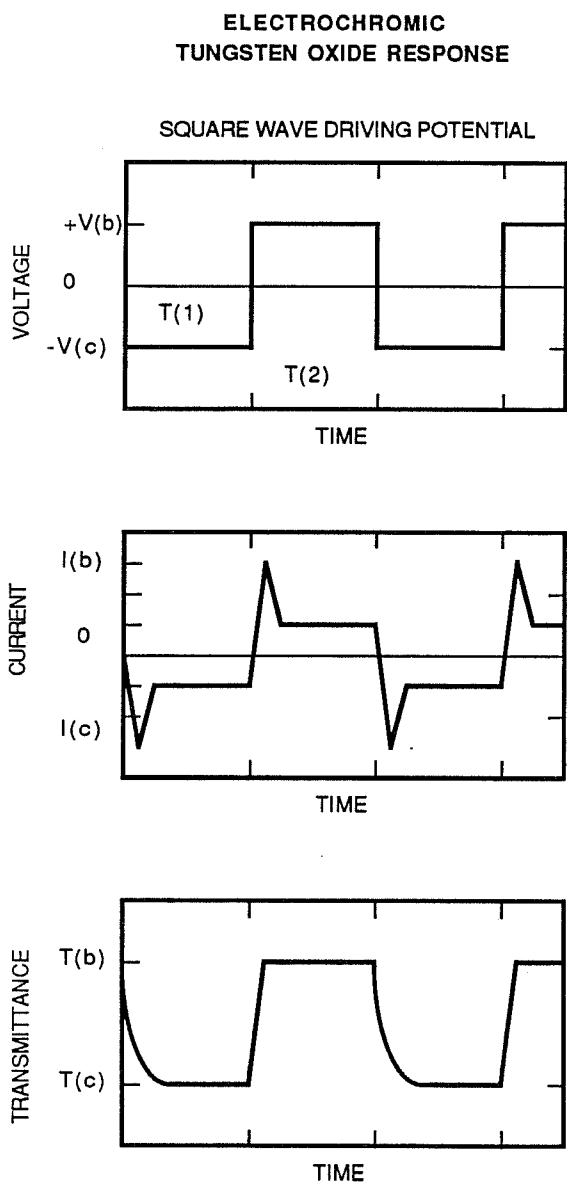 ELECTROCHROMIC
TUNGSTEN OXIDE RESPONSE
SQUARE WAVE DRIVING POTENTIAL
VOLTAGE
+V(b)
0
T(1)
-V(c)
T(2)
TIME
CURRENT
I(b)
0
I(c)
TIME
TRANSMITTANCE
T(b)
T(c)
TIME